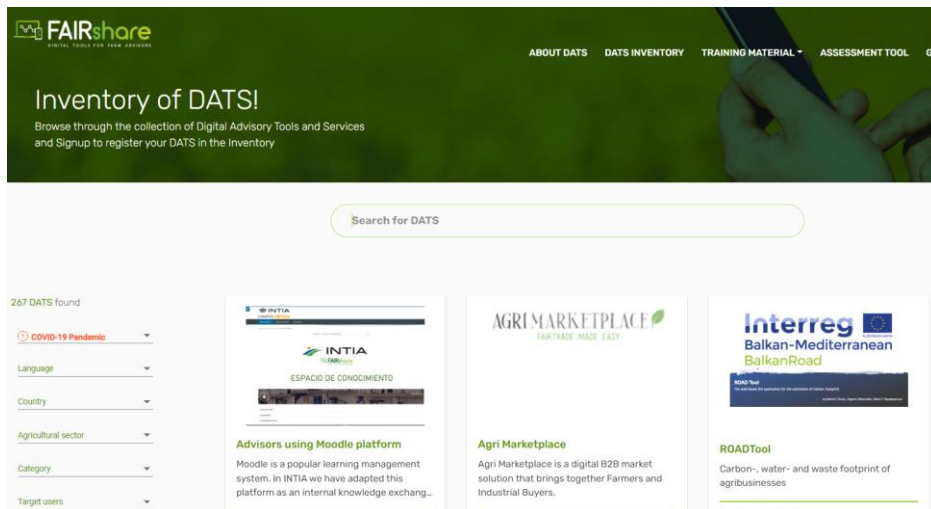 FAIRshare
DIGITAL TOOLS FOR FARM ADVISORS
ABOUT DATS DATS INVENTORY TRAINING MATERIAL ASSESSMENT TOOL G
Inventory of DATS!
Browse through the collection of Digital Advisory Tools and Services
and Signup to register your DATS in the Inventory
Search for DATS
267 DATS found
COVID-19 Pandemic
Language
Country
Agricultural sector
Category
Target users
INTIA
INTIA
FAIRshare
ESPACIO DE CONOCIMIENTO
Advisors using Moodle platform
Moodle is a popular learning management
system. In INTIA we have adapted this
platform as an internal knowledge exchang...
AGRIMARKETPLACE
FAIRTRADE MADE EASY
Agri Marketplace
Agri Marketplace is a digital B2B market
solution that brings together Farmers and
Industrial Buyers.
Interreg
Balkan-Mediterranean
BalkanRoad
ROAD Tool
ROADTool
Carbon-, water- and waste footprint of
agribusinesses